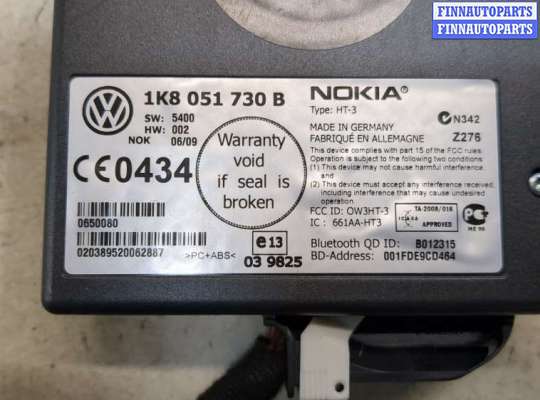 FINNAUTOPARTS
FINNAUTOPARTS
1K8 051 730 B
SW: 5400
HW: 002
NOK 06/09
CE0434
0650080
020389520062887
Warranty
void
if seal is
broken
>PC+ABS<
e13
03 9825
NOKIA®
Type: HT-3
MADE IN GERMANY
FABRIQUÉ EN ALLEMAGNE
N342
Z276
This device complies with part 15 of the FCC rules.
Operation is subject to the following two conditions:
(1) This device may not cause harmful interference
and
(2) This device must accept any interference received,
including interference that may cause undesired
operation.
FCC ID: OW3HT-3
IC : 661AA-HT3
TA-2008/016
APPROVED
Bluetooth QD ID: B012315
BD-Address: 001FDE9CD464